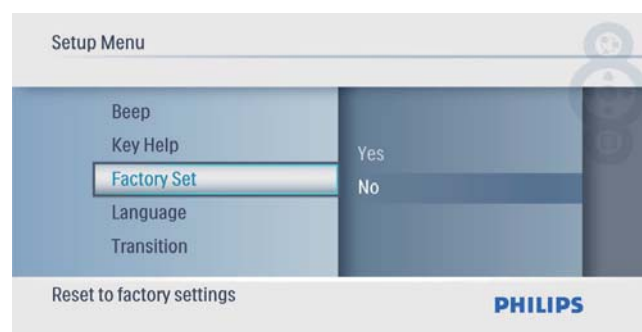 Setup Menu
Beep
Key Help
Factory Set
Language
Transition
Yes
No
Reset to factory settings
PHILIPS